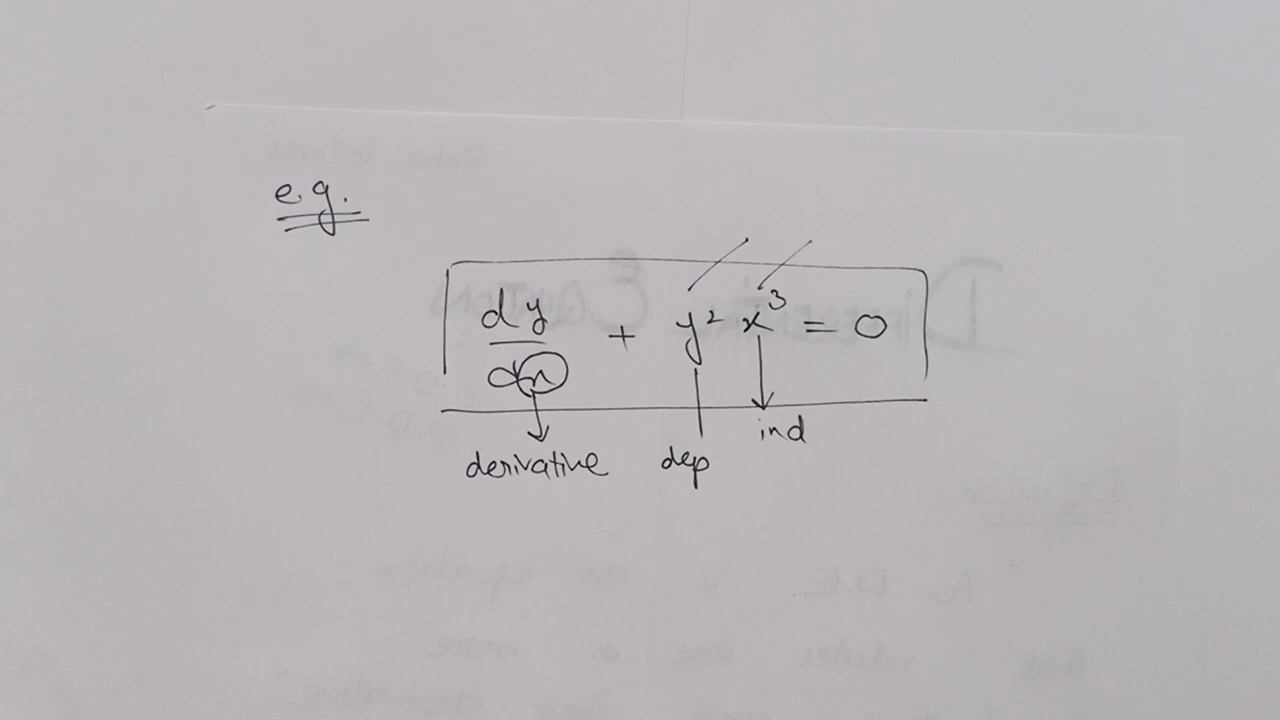 e.g.
dy/dx + y² x³ = 0
derivative dep ind